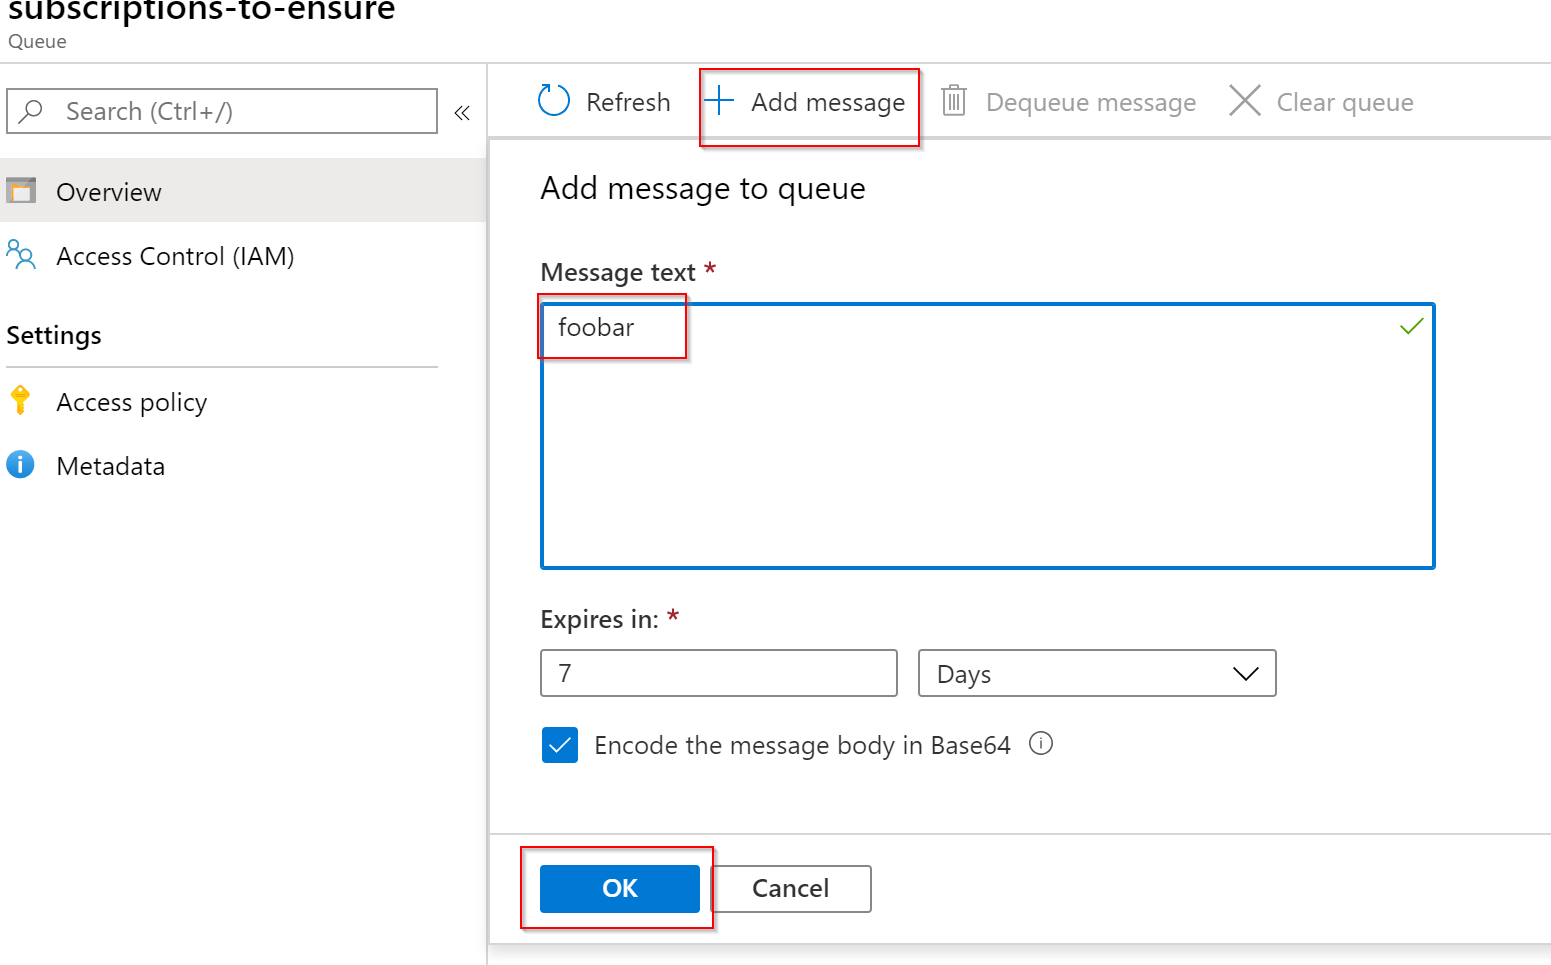 subscriptions-to-ensure
Queue
Search (Ctrl+/)
«
Overview
Access Control (IAM)
Settings
Access policy
Metadata
Refresh
Add message
Dequeue message
Clear queue
Add message to queue
Message text *
foobar
Expires in: *
7
Days
Encode the message body in Base64
OK
Cancel